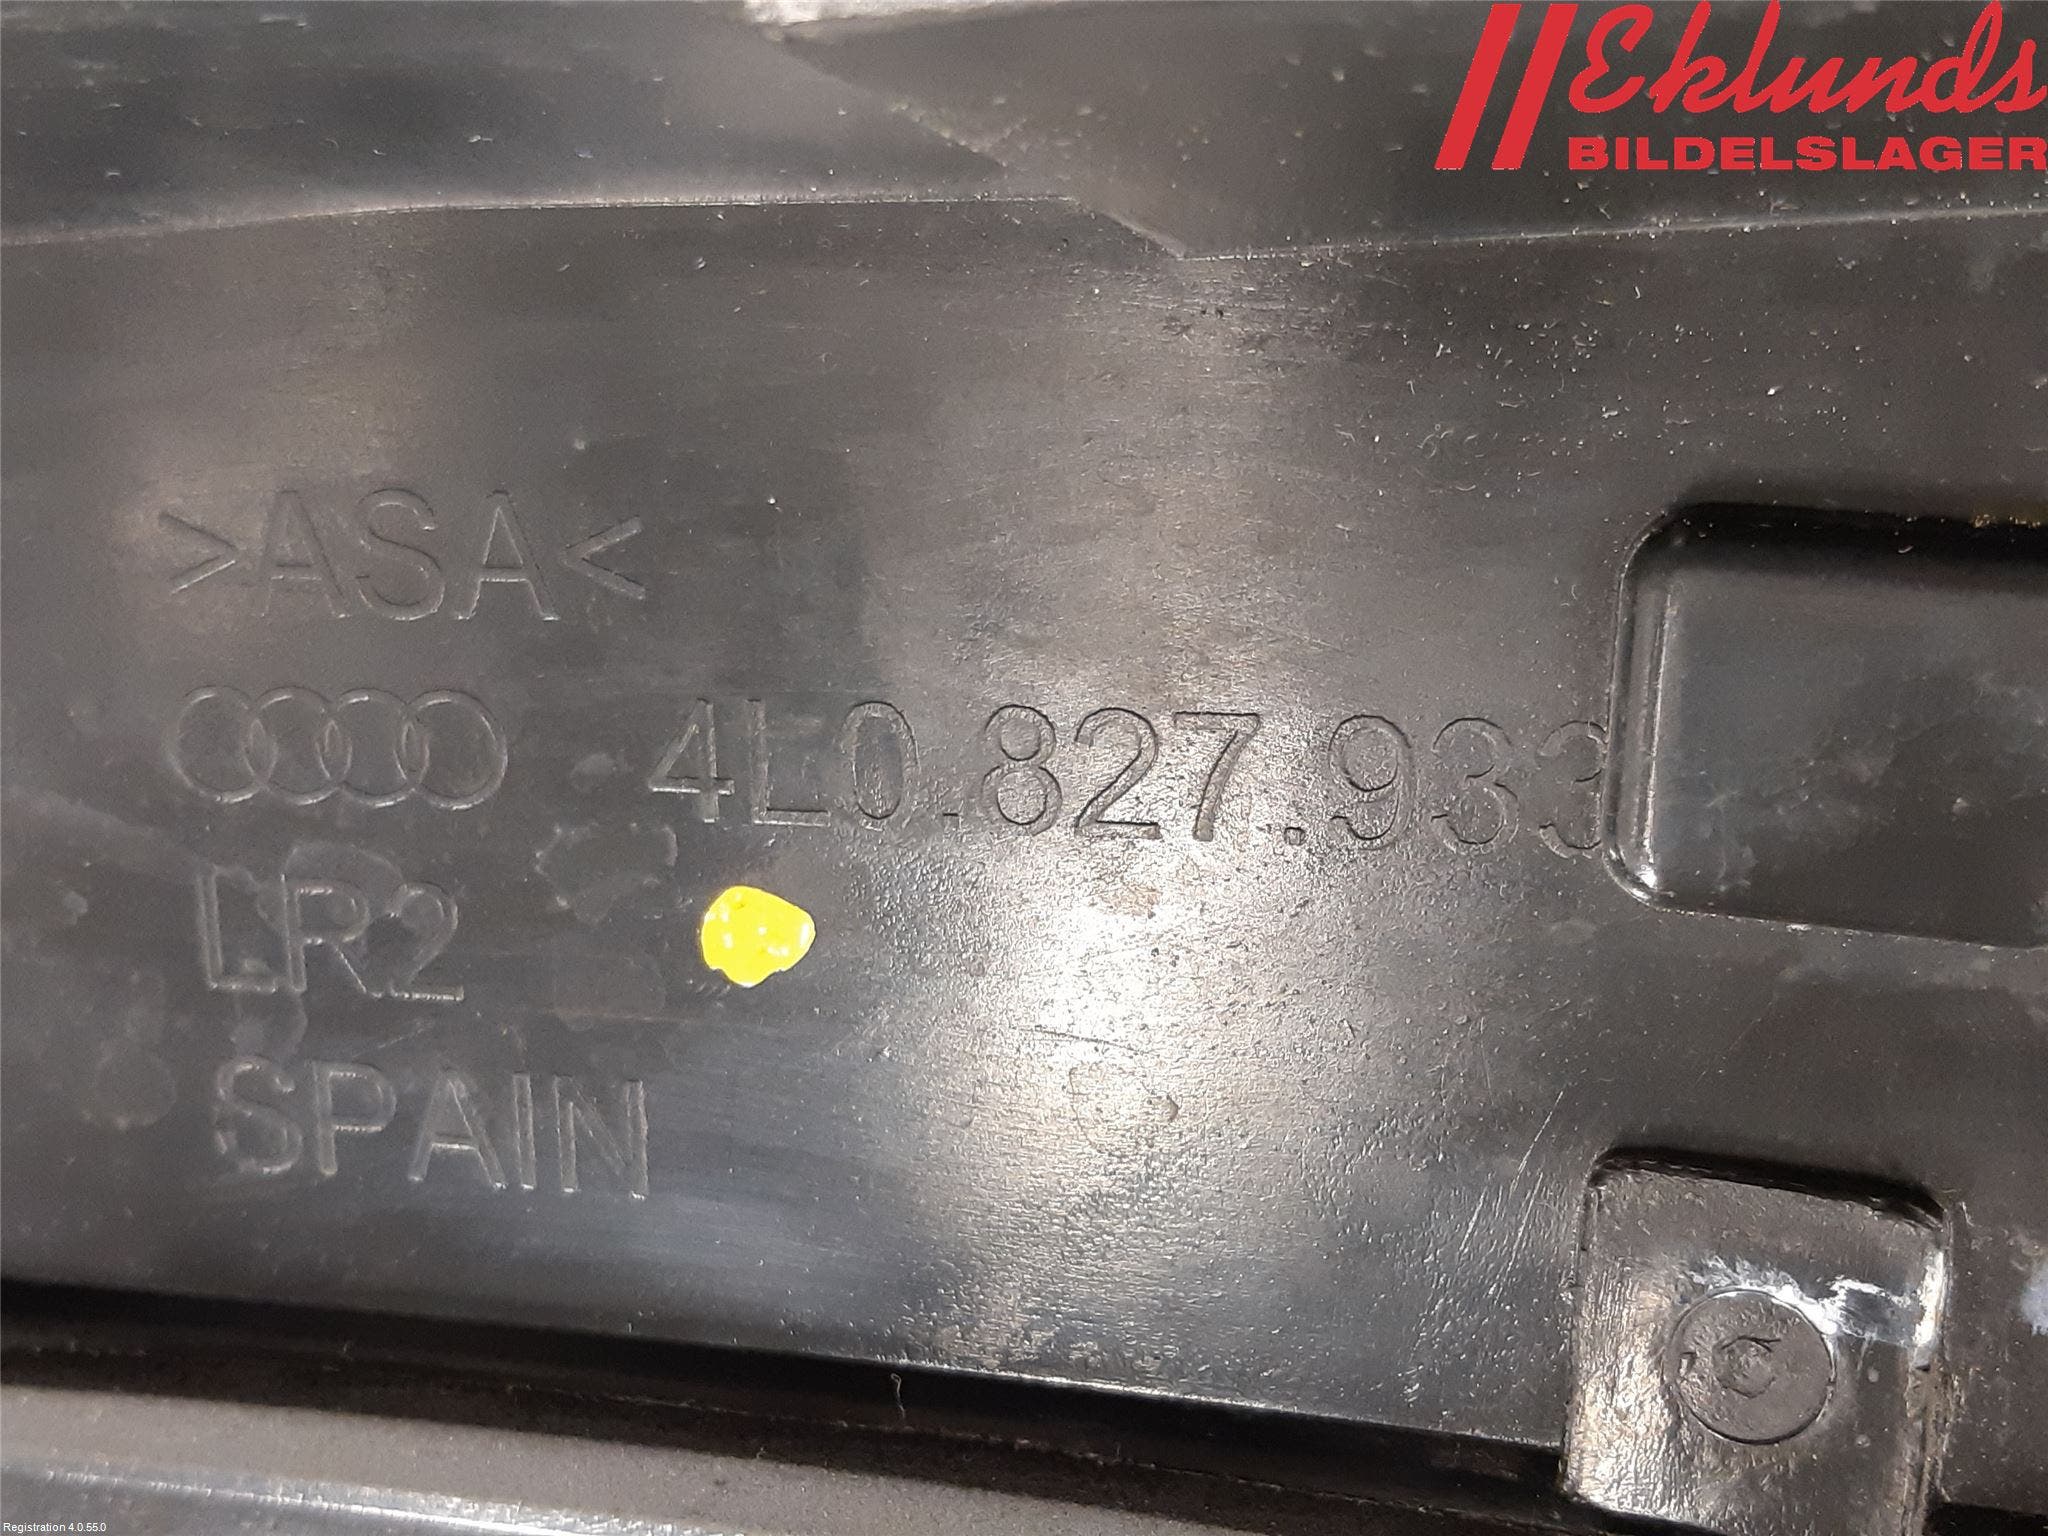 Eklunds
BILDELSLAGER
>ASA<
4L0.827.933
LR2
SPAIN
Registration 4.0.55.0